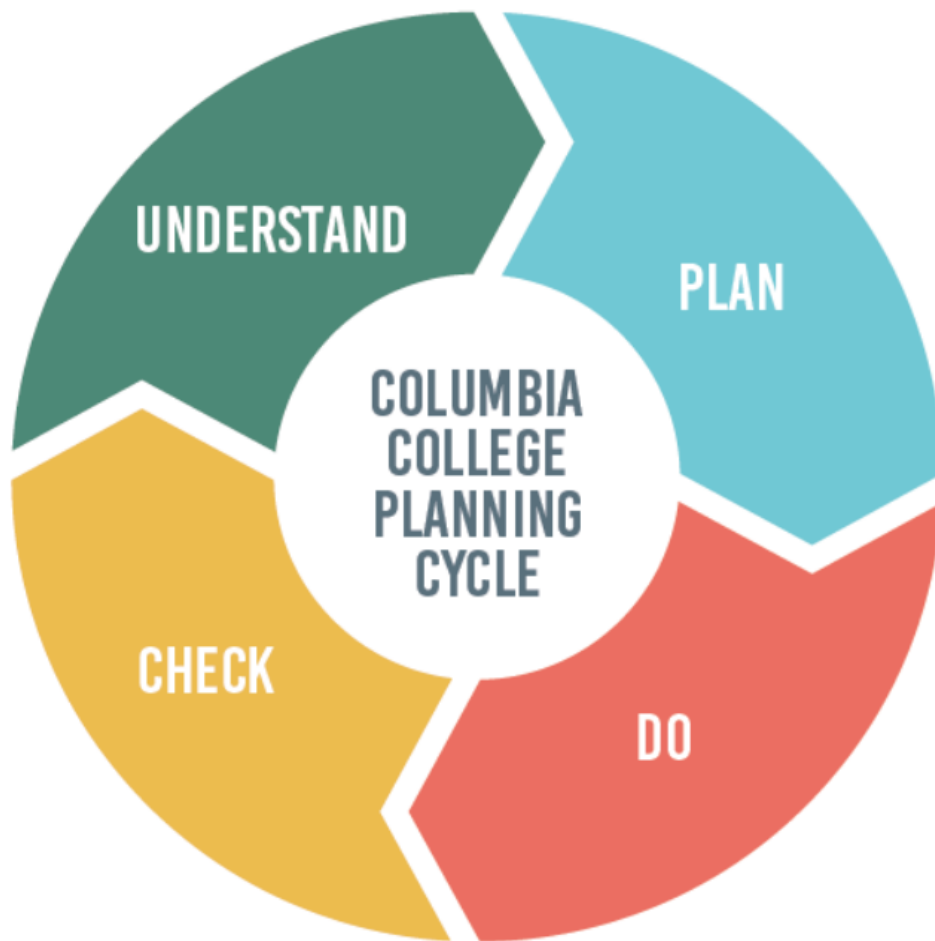 UNDERSTAND
PLAN
COLUMBIA
COLLEGE
PLANNING
CYCLE
CHECK
DO